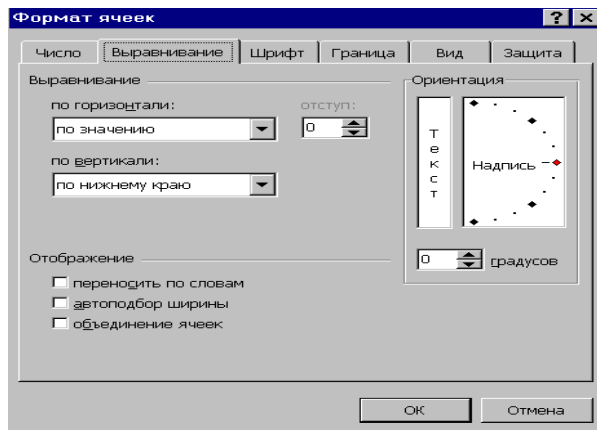 Формат ячеек
Число Выравнивание Шрифт Граница Вид Защита
Выравнивание
по горизонтали:
отступ:
по значению
0
по вертикали:
по нижнему краю
Ориентация
Текст
Надпись
0 градусов
Отображение
переносить по словам
автоподбор ширины
объединение ячеек
ОК Отмена